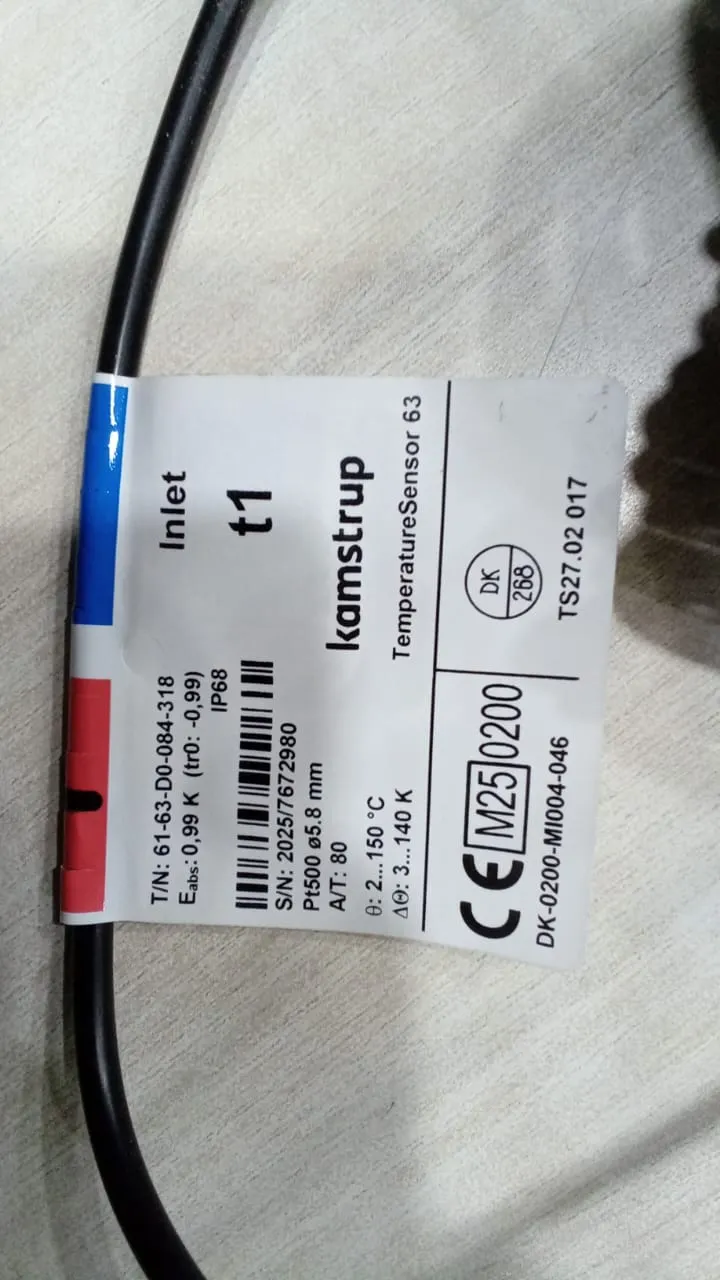 T/N: 61-63-D0-084-318
Eabs: 0,99 K (tr0: -0,99)
IP68
Inlet
t1
S/N: 2025/7672980
Pt500 ø5.8 mm
A/T: 80
kamstrup
θ: 2...150 °C
ΔΘ: 3...140 K
TemperatureSensor 63
CE M25 0200
DK-0200-MI004-046
DK
268
TS27.02 017